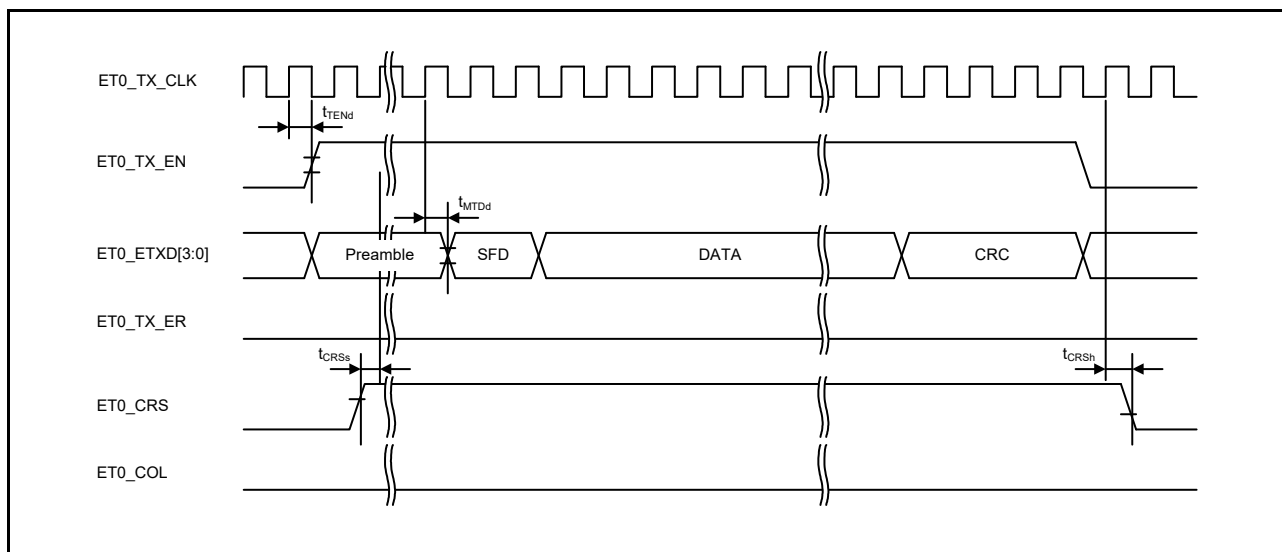 ET0_TX_CLK
tTENd
ET0_TX_EN
tMTDd
ET0_ETXD[3:0]
Preamble
SFD
DATA
CRC
ET0_TX_ER
tCRSs
tCRSh
ET0_CRS
ET0_COL